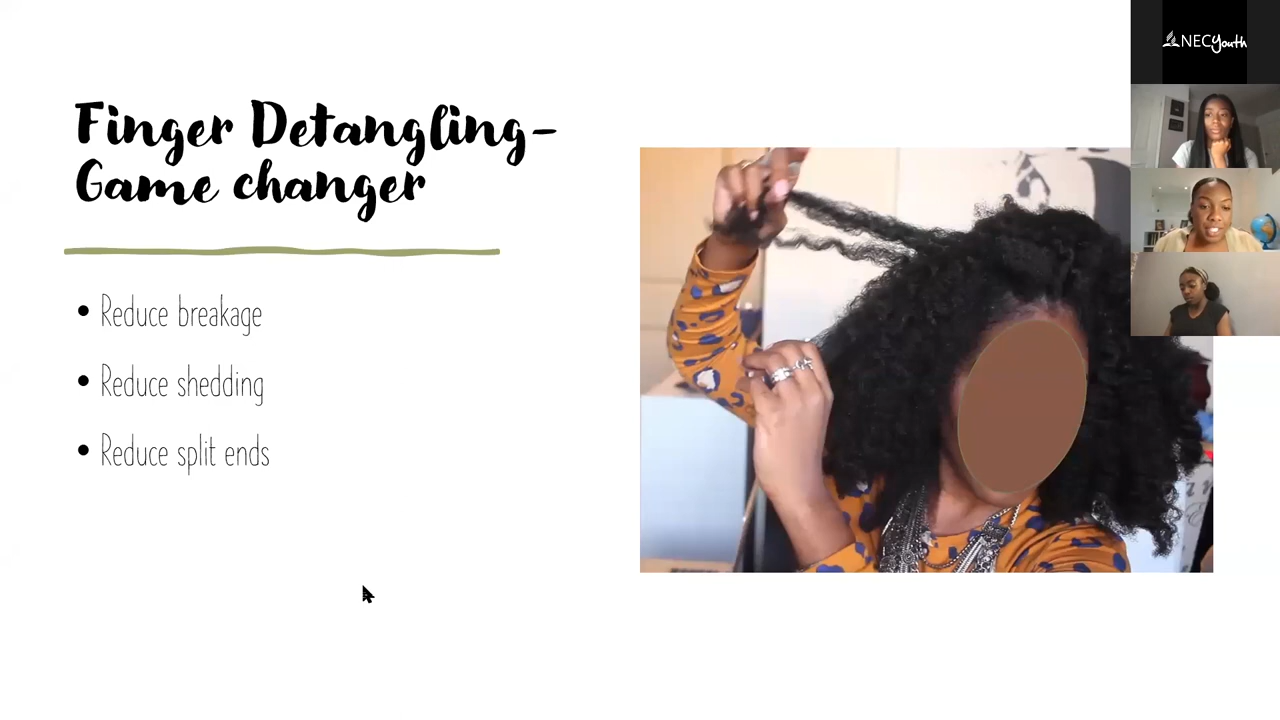 Finger Detangling-
Game changer
• Reduce breakage
• Reduce shedding
• Reduce split ends
NECyouth